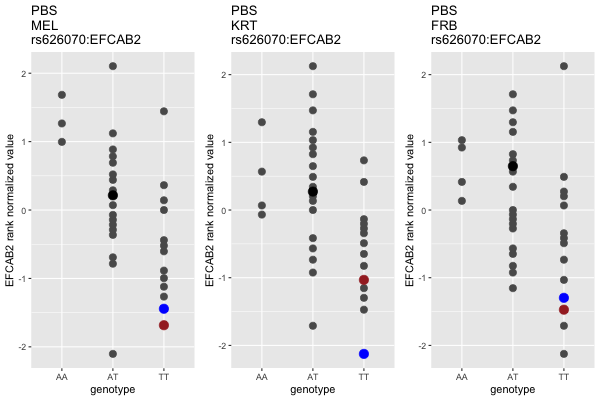 PBS
MEL
rs626070:EFCAB2
EFCAB2 rank normalized value
2
1
0
-1
-2
AA
AT
TT
genotype
PBS
KRT
rs626070:EFCAB2
EFCAB2 rank normalized value
2
1
0
-1
-2
AA
AT
TT
genotype
PBS
FRB
rs626070:EFCAB2
EFCAB2 rank normalized value
2
1
0
-1
-2
AA
AT
TT
genotype